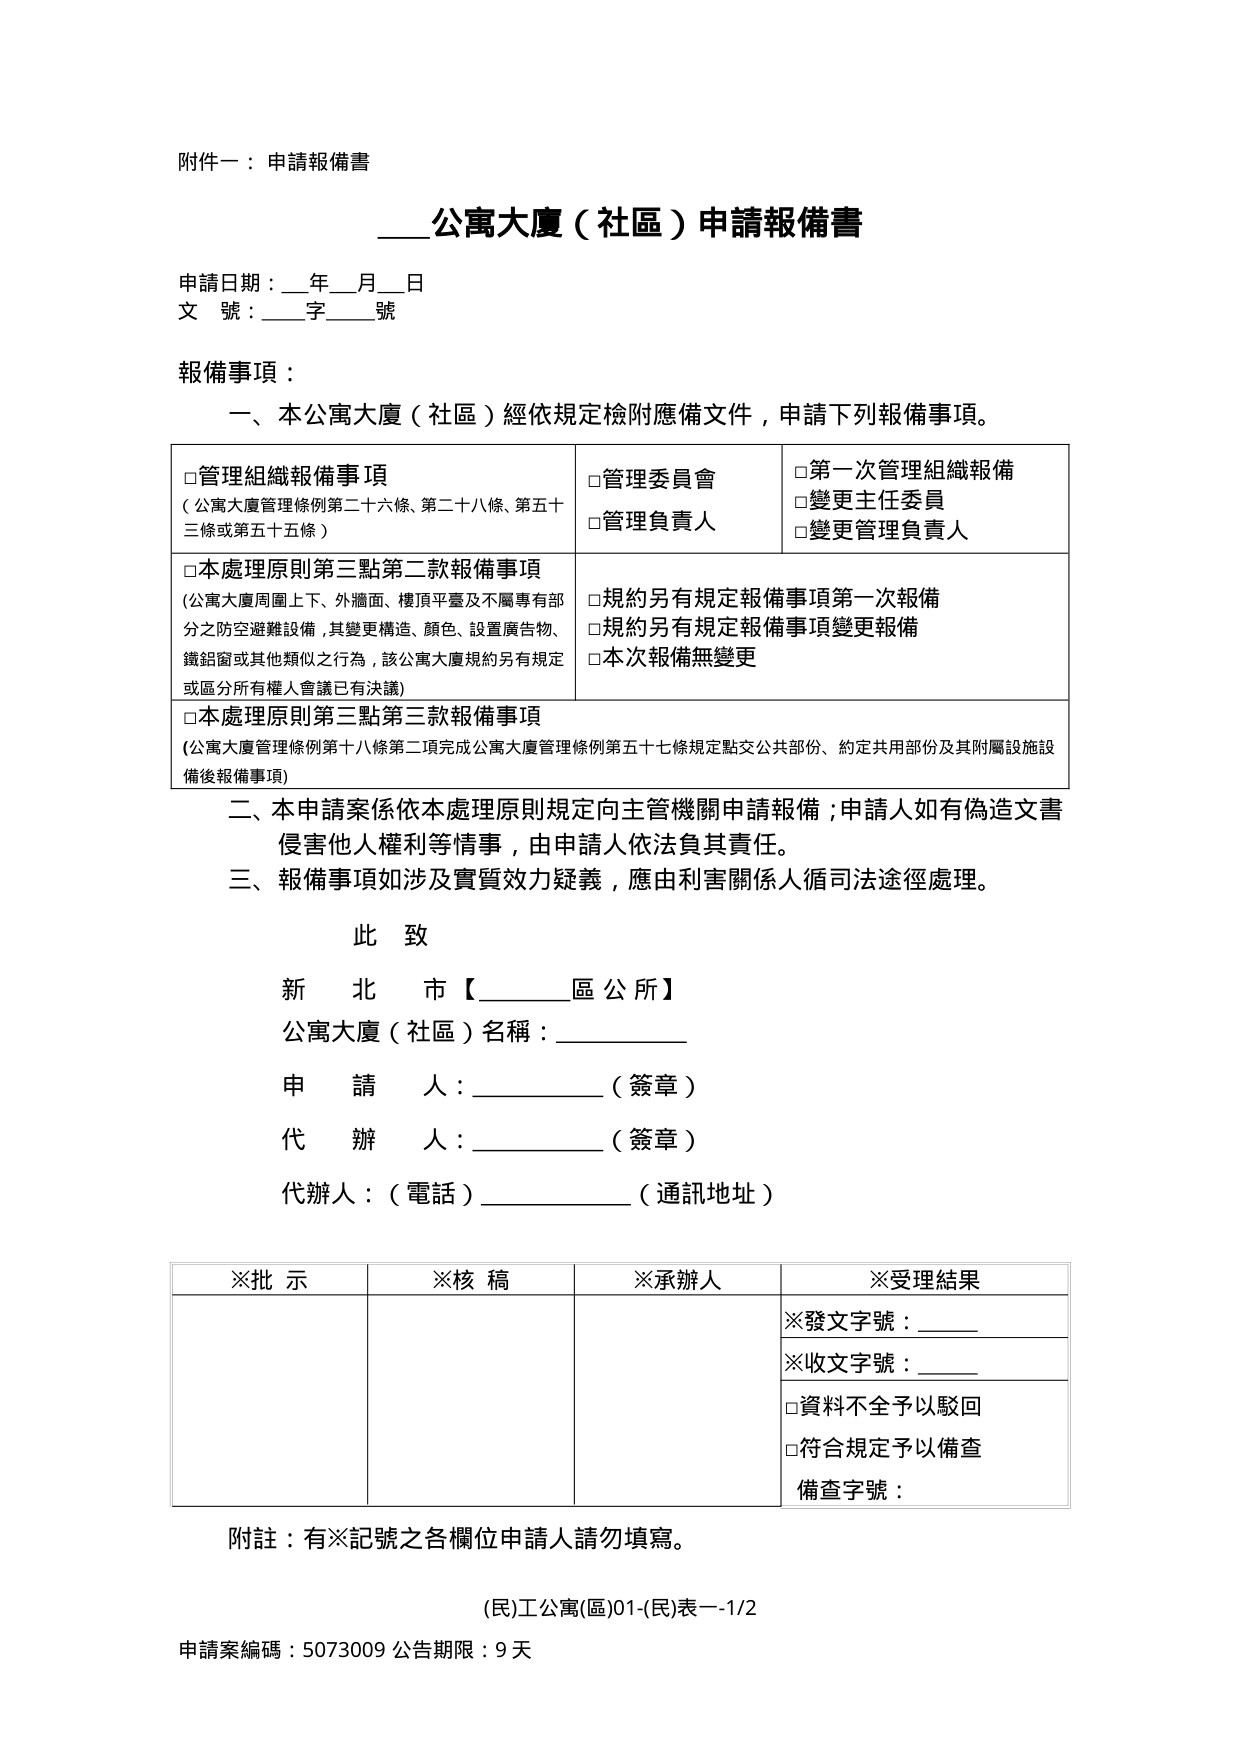 附件一： 申請報備書
____公寓大廈（社區）申請報備書
申請日期：__年__月__日
文　號：____字____號
報備事項：
一、本公寓大廈（社區）經依規定檢附應備文件，申請下列報備事項。
□管理組織報備事項
（公寓大廈管理條例第二十六條、第二十八條、第五十
三條或第五十五條）
□管理委員會
□管理負責人
□第一次管理組織報備
□變更主任委員
□變更管理負責人
□本處理原則第三點第二款報備事項
(公寓大廈周圍上下、外牆面、樓頂平臺及不屬專有部
分之防空避難設備，其變更構造、顏色、設置廣告物、
鐵鋁窗或其他類似之行為，該公寓大廈規約另有規定
或區分所有權人會議已有決議)
□規約另有規定報備事項第一次報備
□規約另有規定報備事項變更報備
□本次報備無變更
□本處理原則第三點第三款報備事項
(公寓大廈管理條例第十八條第二項完成公寓大廈管理條例第五十七條規定點交公共部份、約定共用部份及其附屬設施設
備後報備事項)
二、本申請案係依本處理原則規定向主管機關申請報備；申請人如有偽造文書
侵害他人權利等情事，由申請人依法負其責任。
三、報備事項如涉及實質效力疑義，應由利害關係人循司法途徑處理。
此　致
新　北　市【_______區公所】
公寓大廈（社區）名稱：__________
申　請　人：__________（簽章）
代　辦　人：__________（簽章）
代辦人：（電話）___________（通訊地址）
※批 示
※核 稿
※承辦人
※受理結果
※發文字號：_____
※收文字號：_____
□資料不全予以駁回
□符合規定予以備查
備查字號：
附註：有※記號之各欄位申請人請勿填寫。
(民)工公寓(區)01-(民)表一-1/2
申請案編碼：5073009 公告期限：9 天